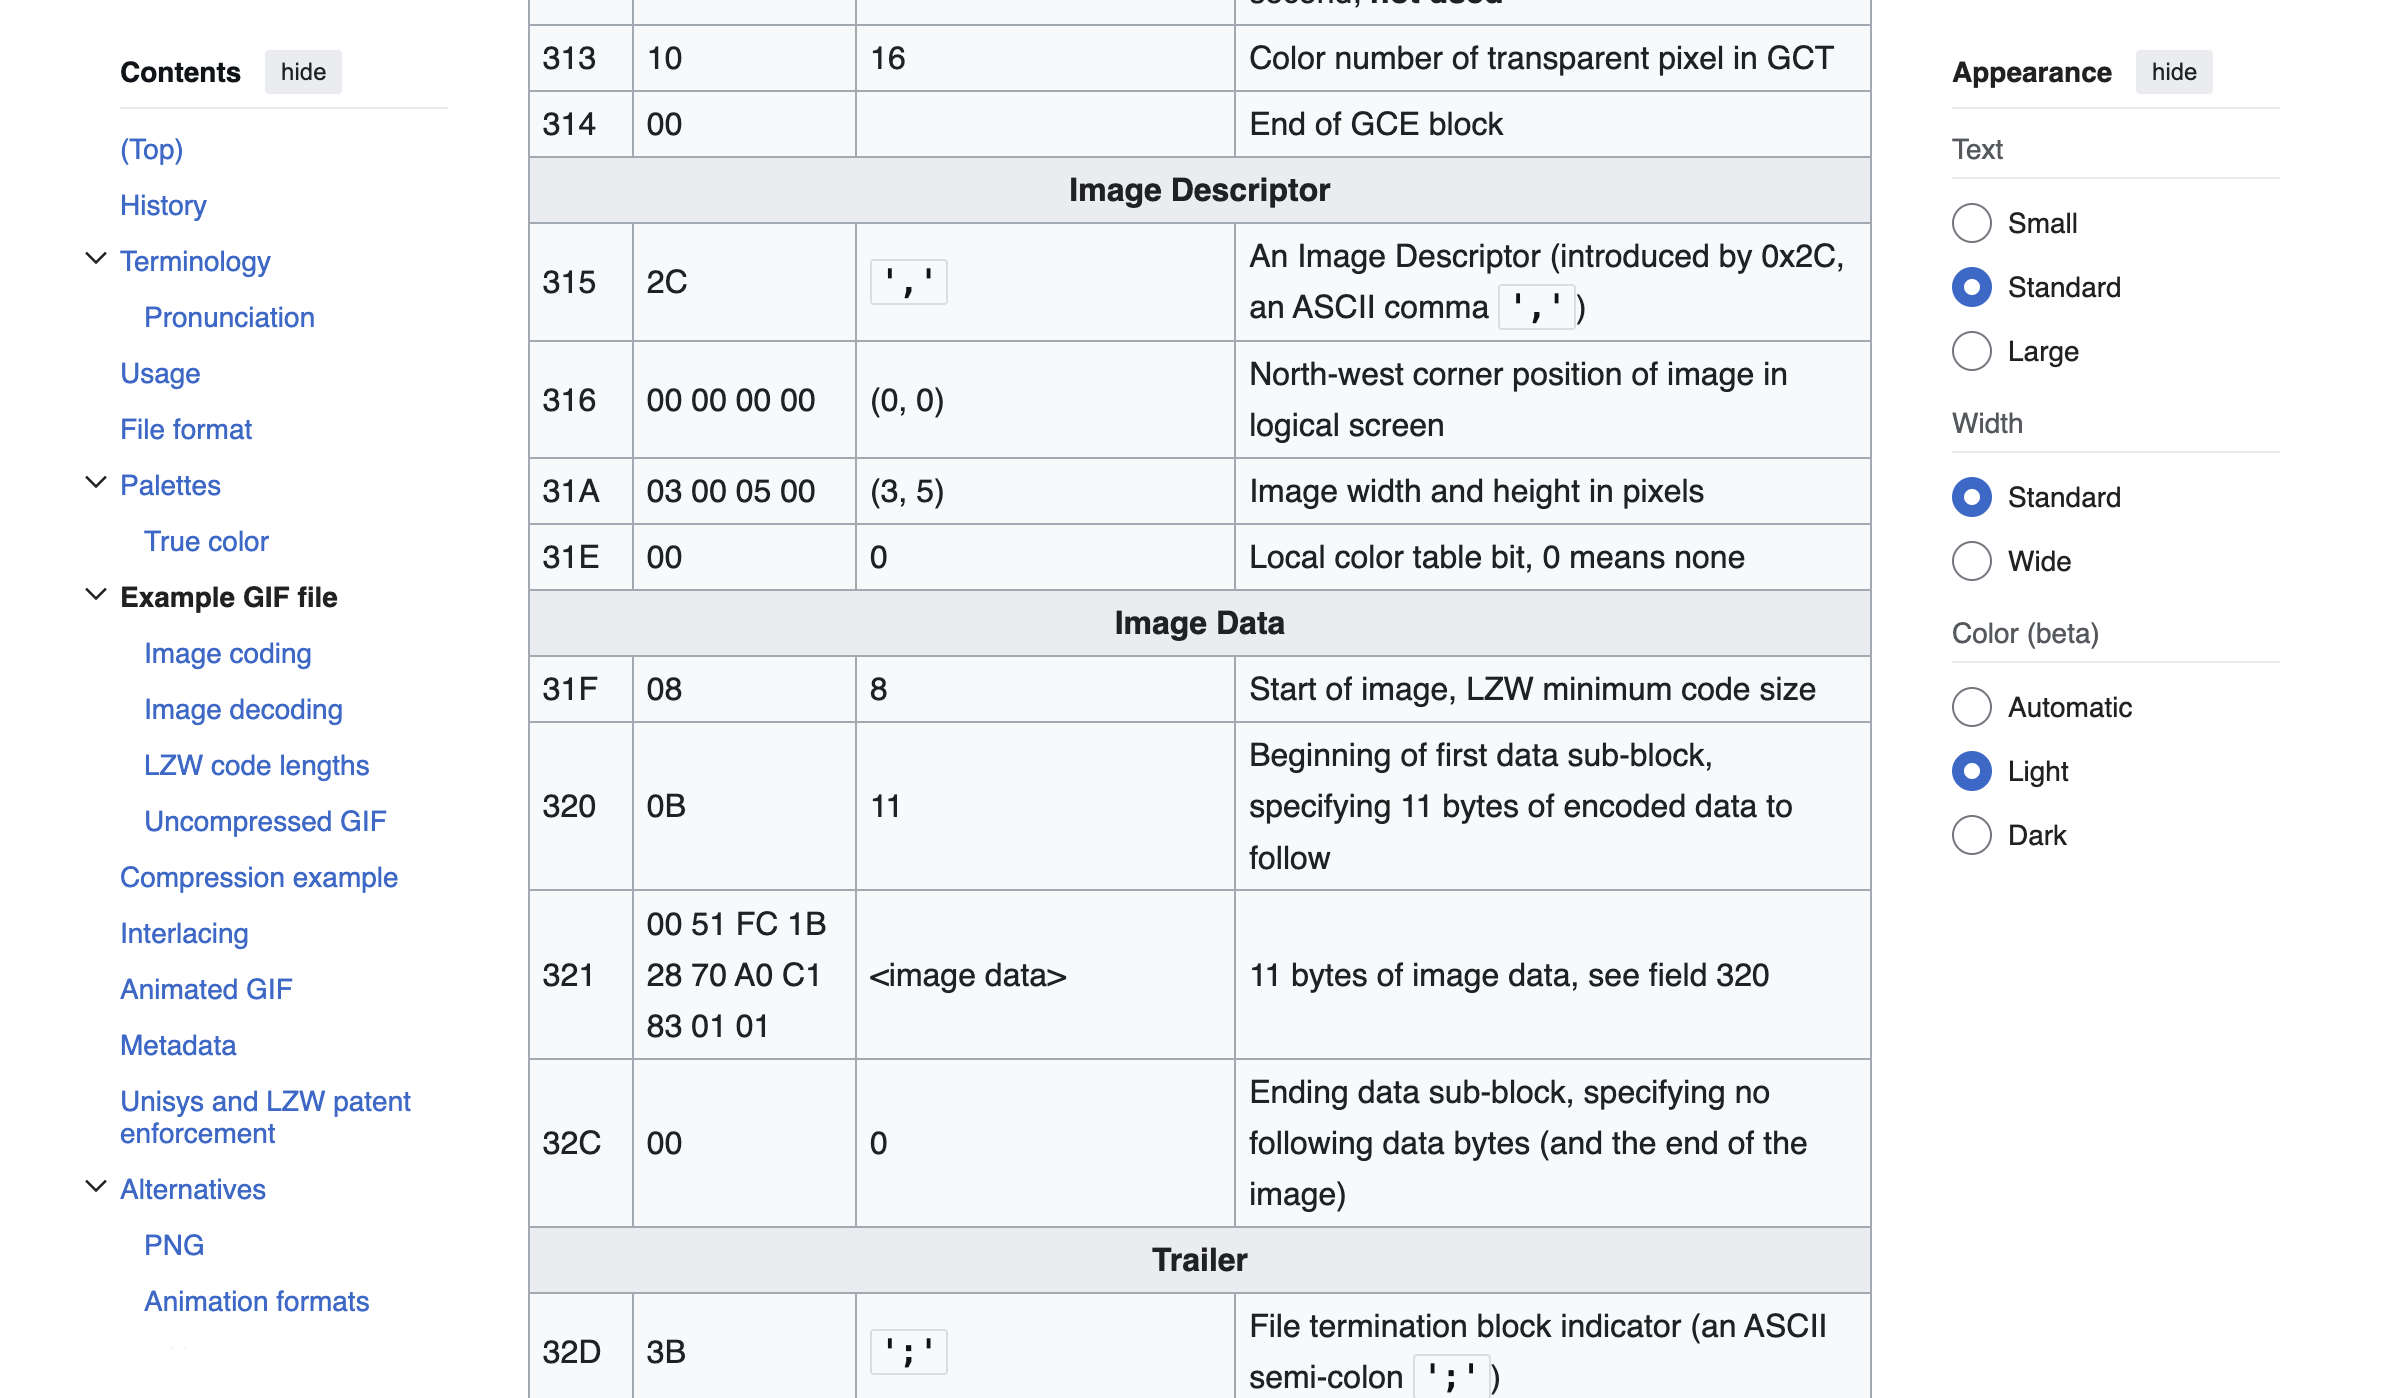 Contents hide
(Top)
History
Terminology
Pronunciation
Usage
File format
Palettes
True color
Example GIF file
Image coding
Image decoding
LZW code lengths
Uncompressed GIF
Compression example
Interlacing
Animated GIF
Metadata
Unisys and LZW patent
enforcement
Alternatives
PNG
Animation formats
not used
313 10 16 Color number of transparent pixel in GCT
314 00 End of GCE block
Image Descriptor
315 2C ',' An Image Descriptor (introduced by 0x2C,
an ASCII comma ',')
316 00 00 00 00 (0, 0) North-west corner position of image in
logical screen
31A 03 00 05 00 (3, 5) Image width and height in pixels
31E 00 0 Local color table bit, 0 means none
Image Data
31F 08 8 Start of image, LZW minimum code size
320 0B 11 Beginning of first data sub-block,
specifying 11 bytes of encoded data to
follow
321 00 51 FC 1B
28 70 A0 C1
83 01 01 <image data> 11 bytes of image data, see field 320
32C 00 0 Ending data sub-block, specifying no
following data bytes (and the end of the
image)
Trailer
32D 3B ';' File termination block indicator (an ASCII
semi-colon ';')
Appearance hide
Text
Small
Standard
Large
Width
Standard
Wide
Color (beta)
Automatic
Light
Dark